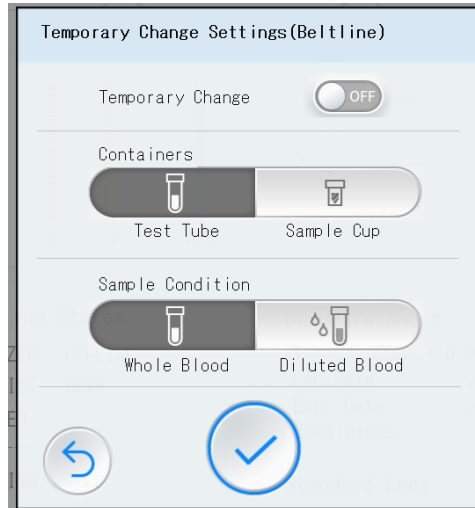 Temporary Change Settings(Beltline)
Temporary Change OFF
Containers
Test Tube Sample Cup
Sample Condition
Whole Blood Diluted Blood